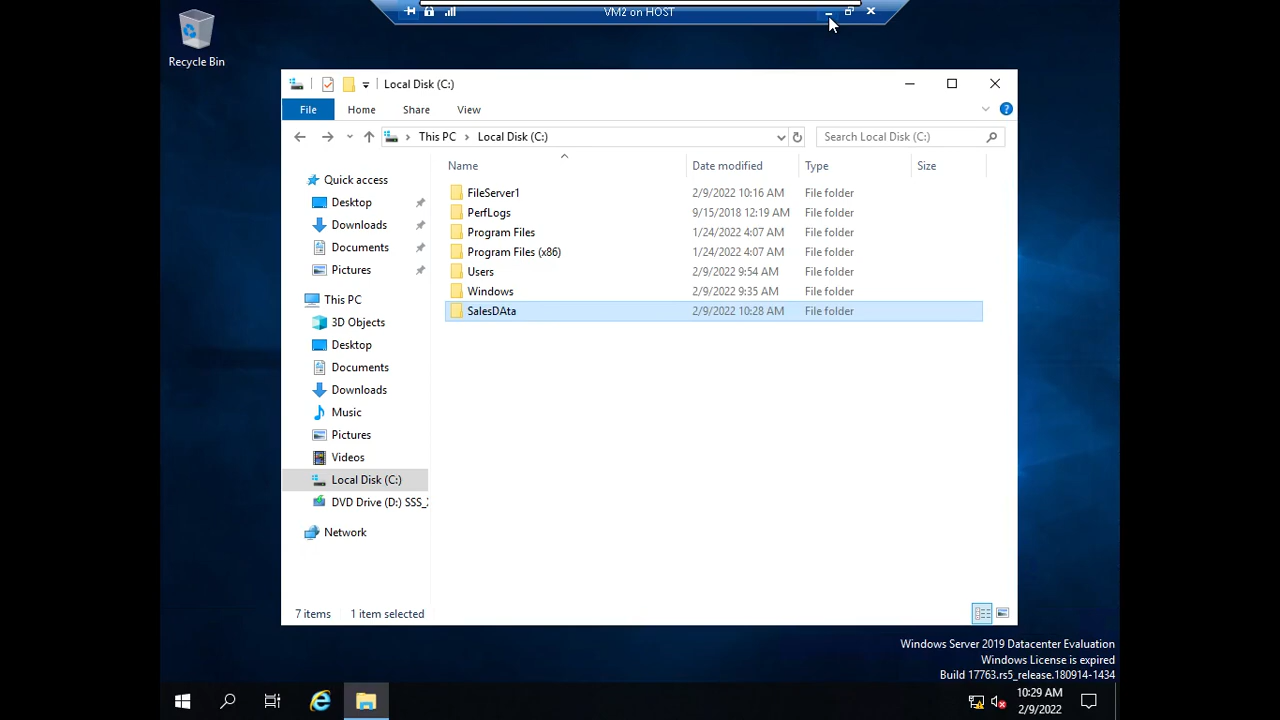 VM2 on HOST
Recycle Bin
Local Disk (C:)
File Home Share View
This PC Local Disk (C:)
Search Local Disk (C:)
Name Date modified Type Size
Quick access
Desktop
Downloads
Documents
Pictures
This PC
3D Objects
Desktop
Documents
Downloads
Music
Pictures
Videos
Local Disk (C:)
DVD Drive (D:) SSS_
Network
FileServer1 2/9/2022 10:16 AM File folder
PerfLogs 9/15/2018 12:19 AM File folder
Program Files 1/24/2022 4:07 AM File folder
Program Files (x86) 1/24/2022 4:07 AM File folder
Users 2/9/2022 9:54 AM File folder
Windows 2/9/2022 9:35 AM File folder
SalesDAta 2/9/2022 10:28 AM File folder
7 items 1 item selected
Windows Server 2019 Datacenter Evaluation
Windows License is expired
Build 17763.rs5_release.180914-1434
10:29 AM
2/9/2022